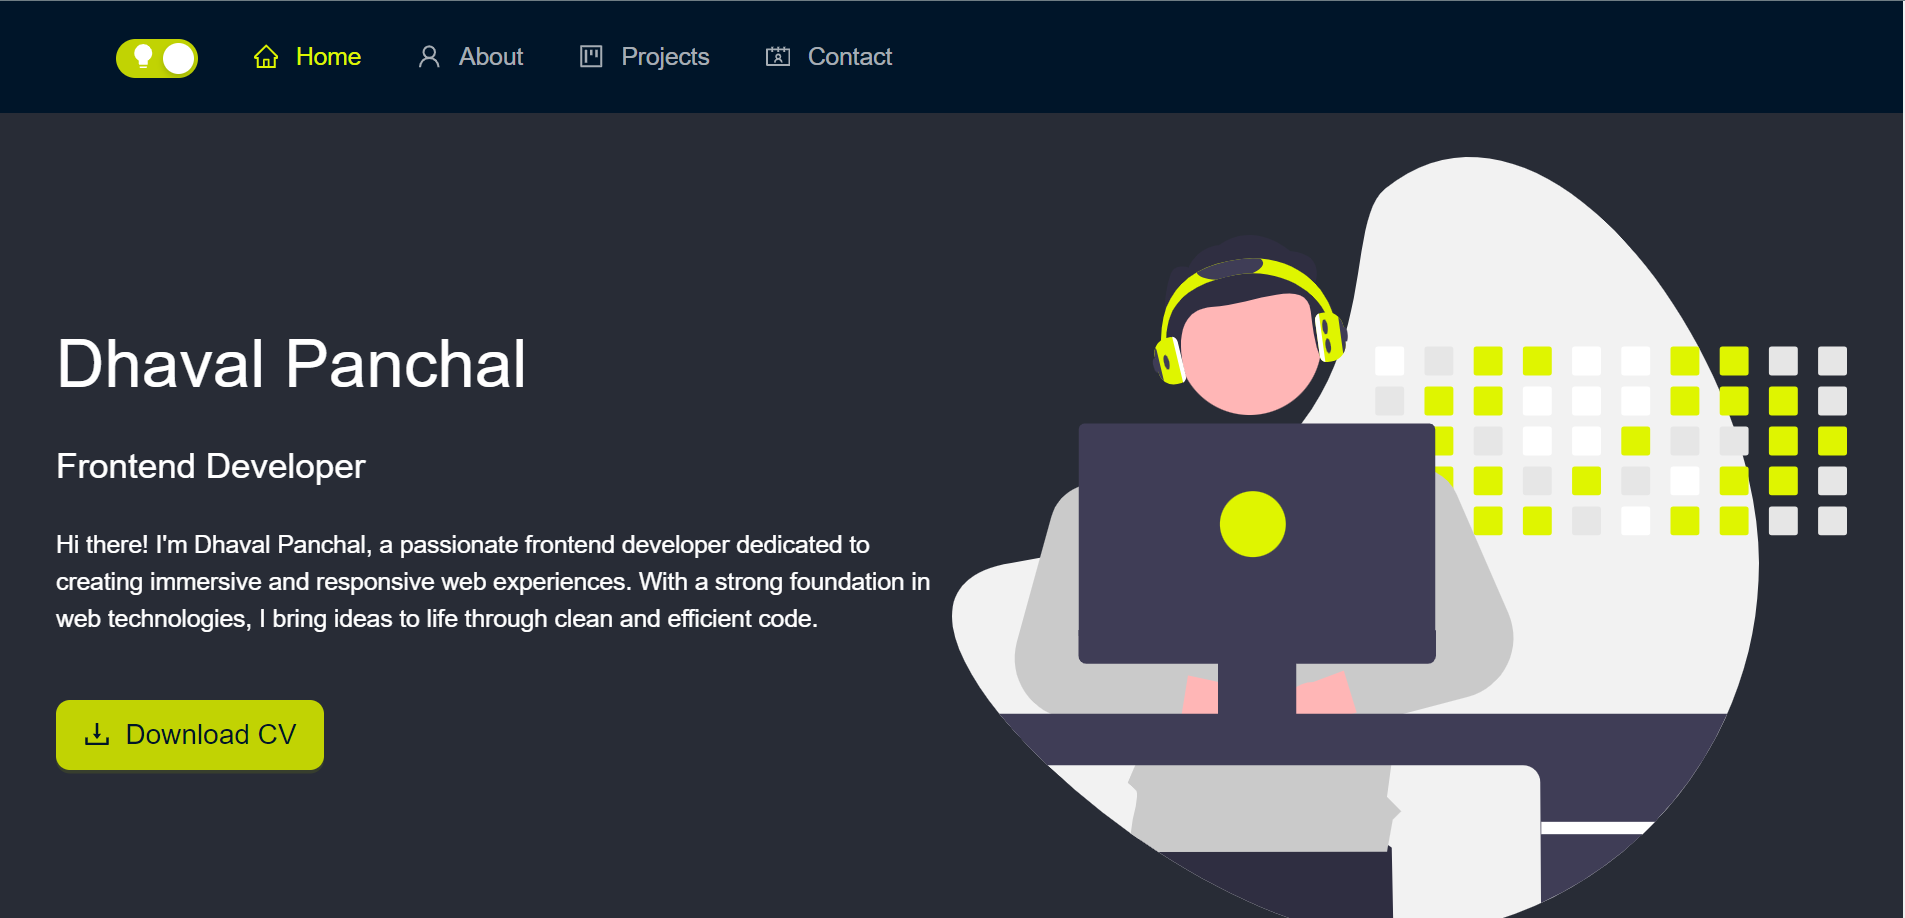 Home
About
Projects
Contact
Dhaval Panchal
Frontend Developer
Hi there! I'm Dhaval Panchal, a passionate frontend developer dedicated to
creating immersive and responsive web experiences. With a strong foundation in
web technologies, I bring ideas to life through clean and efficient code.
Download CV